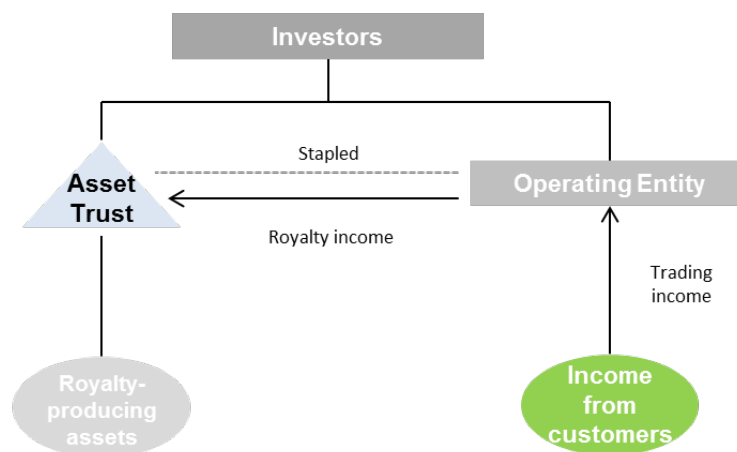 Investors
Stapled
Asset
Trust
Operating Entity
Royalty income
Trading
income
Royalty-
producing
assets
Income
from
customers